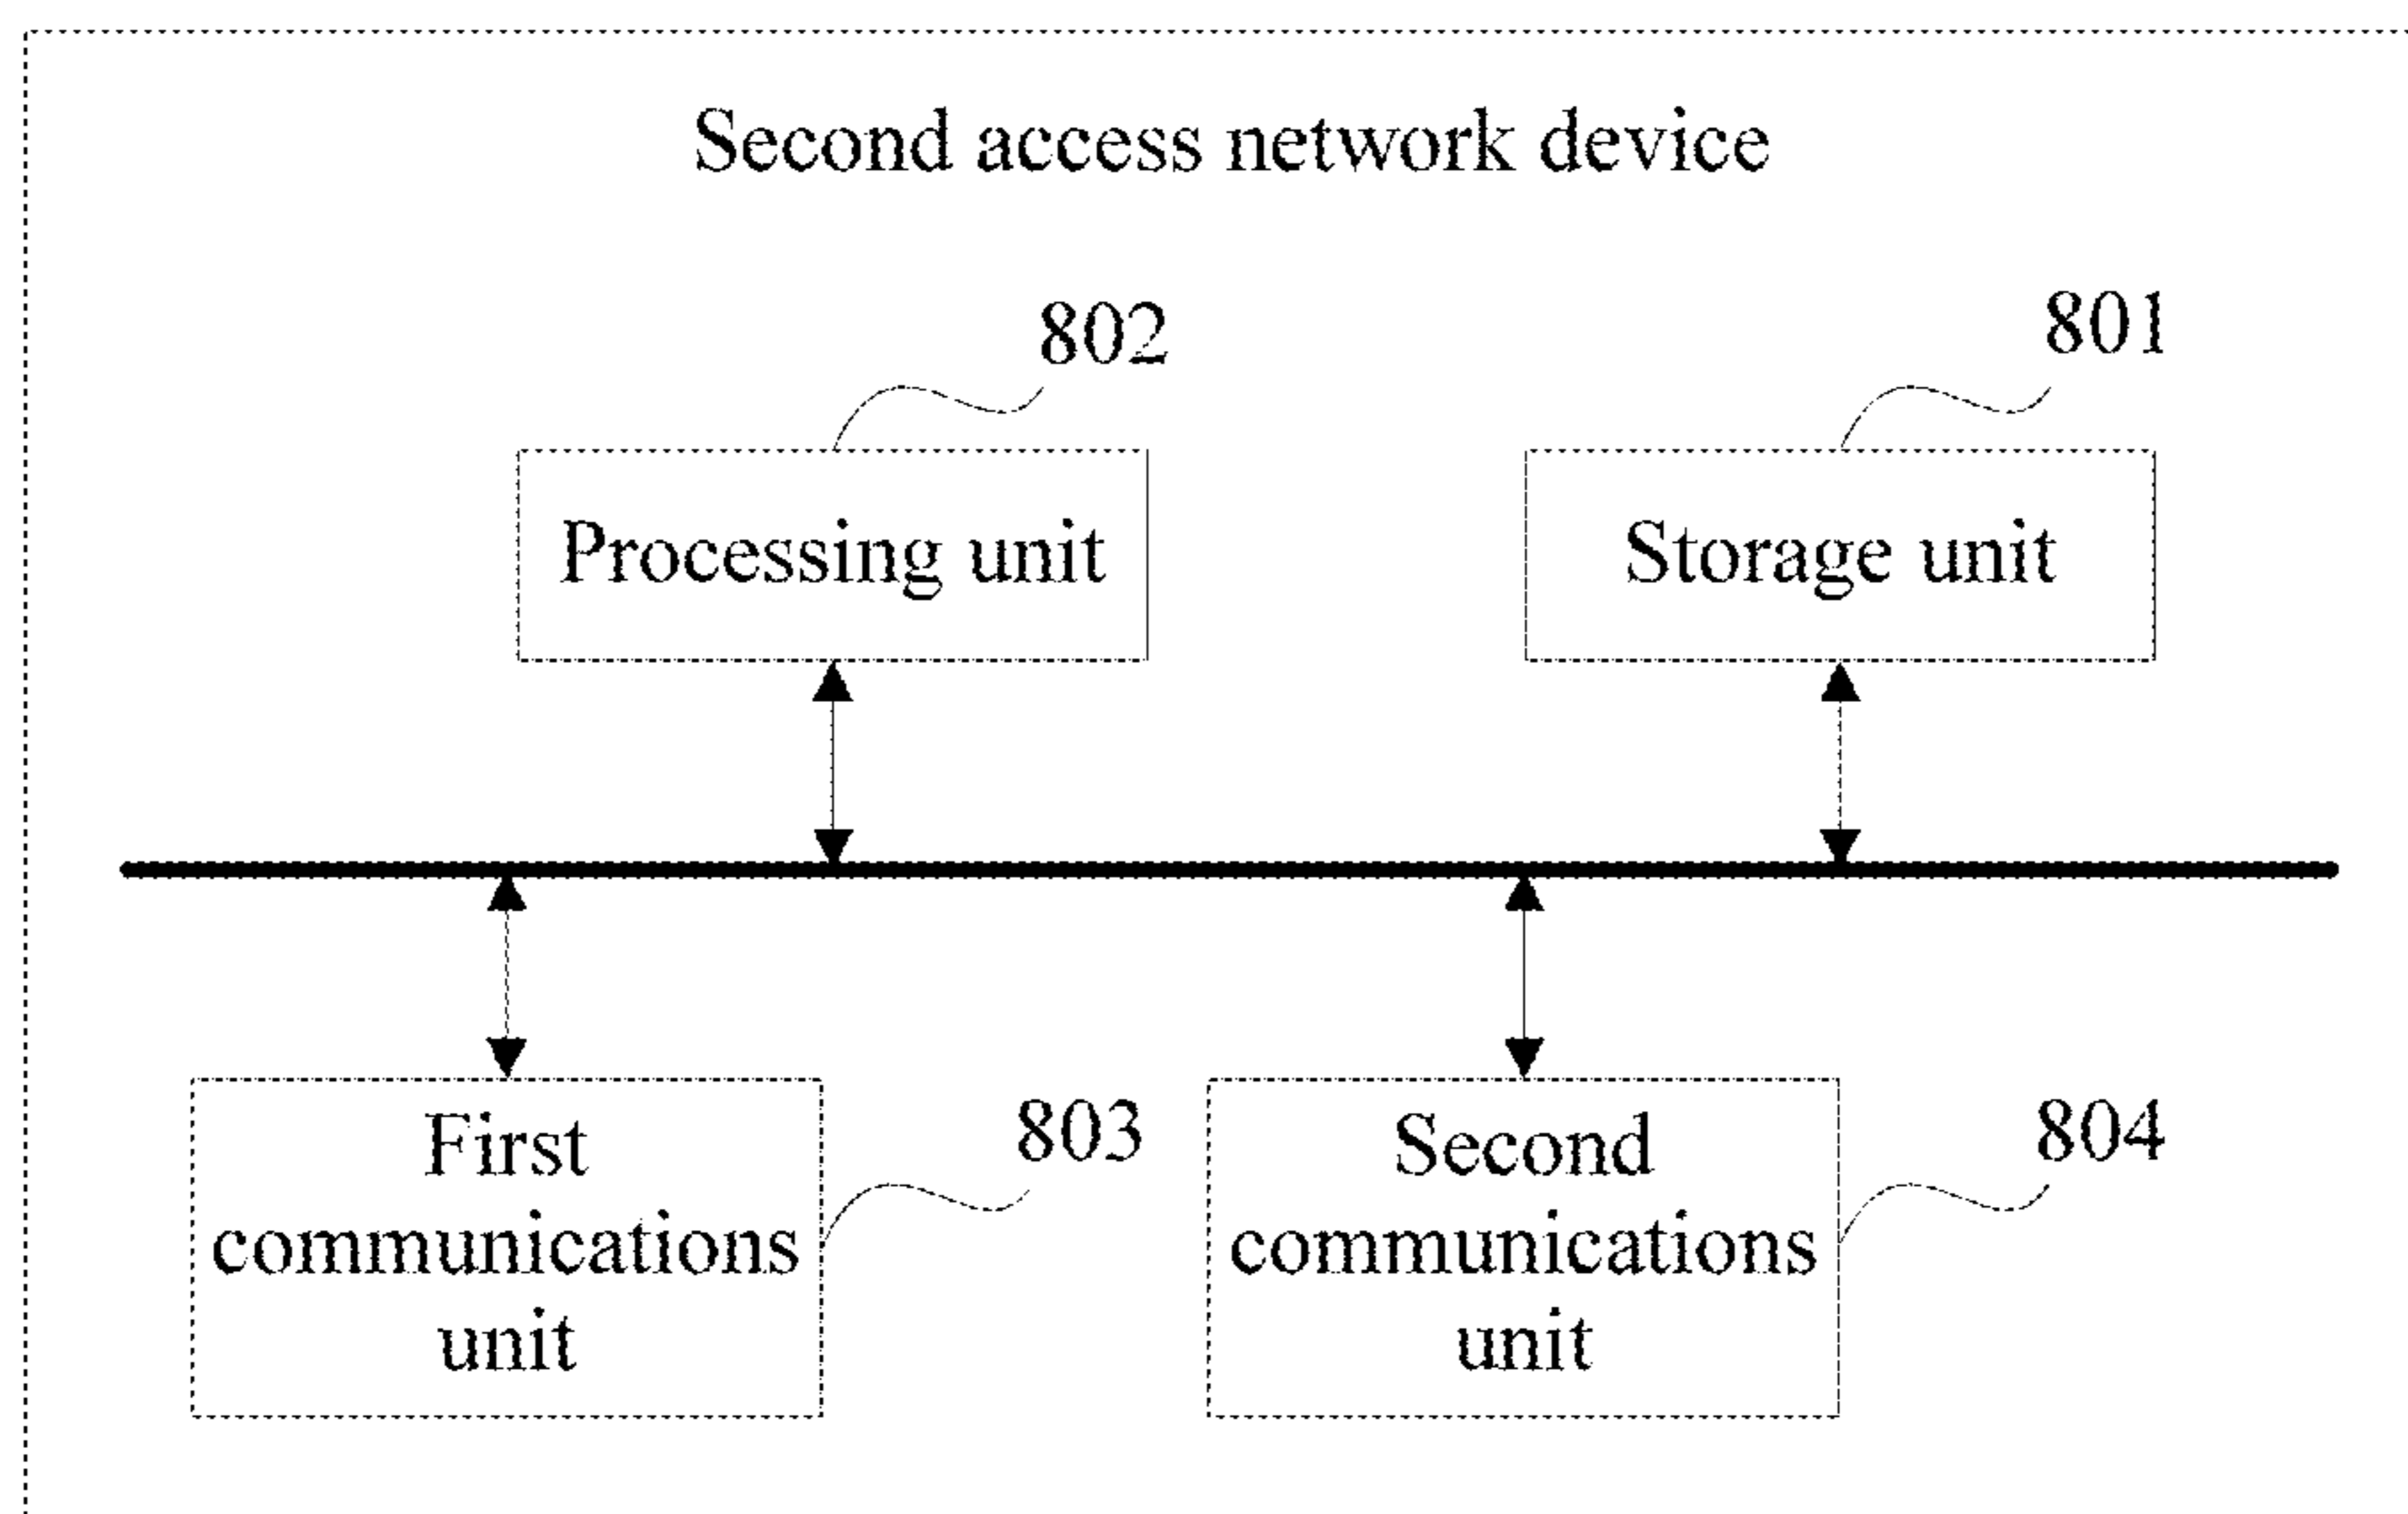 Second access network device
802
801
Processing unit
Storage unit
First
communications
unit
803
Second
communications
unit
804